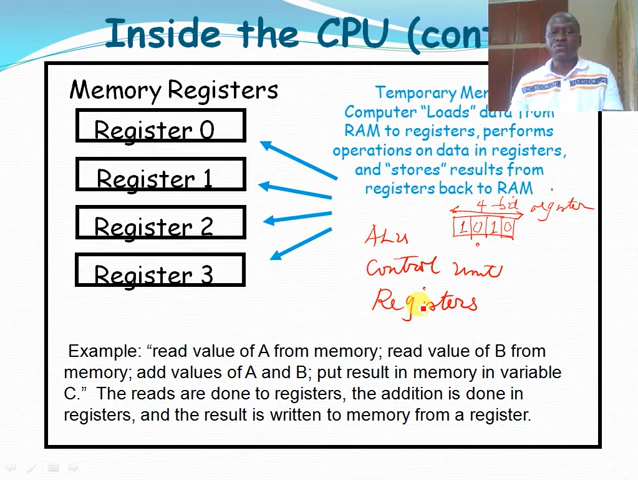 Inside the CPU (cont
Memory Registers
Register 0
Register 1
Register 2
Register 3
Temporary Mem
Computer “Loads” data from
RAM to registers, performs
operations on data in registers,
and “stores” results from
registers back to RAM
4-bit register
1 0 1 0
ALU
Control Unit
Registers
Example: “read value of A from memory; read value of B from
memory; add values of A and B; put result in memory in variable
C.” The reads are done to registers, the addition is done in
registers, and the result is written to memory from a register.